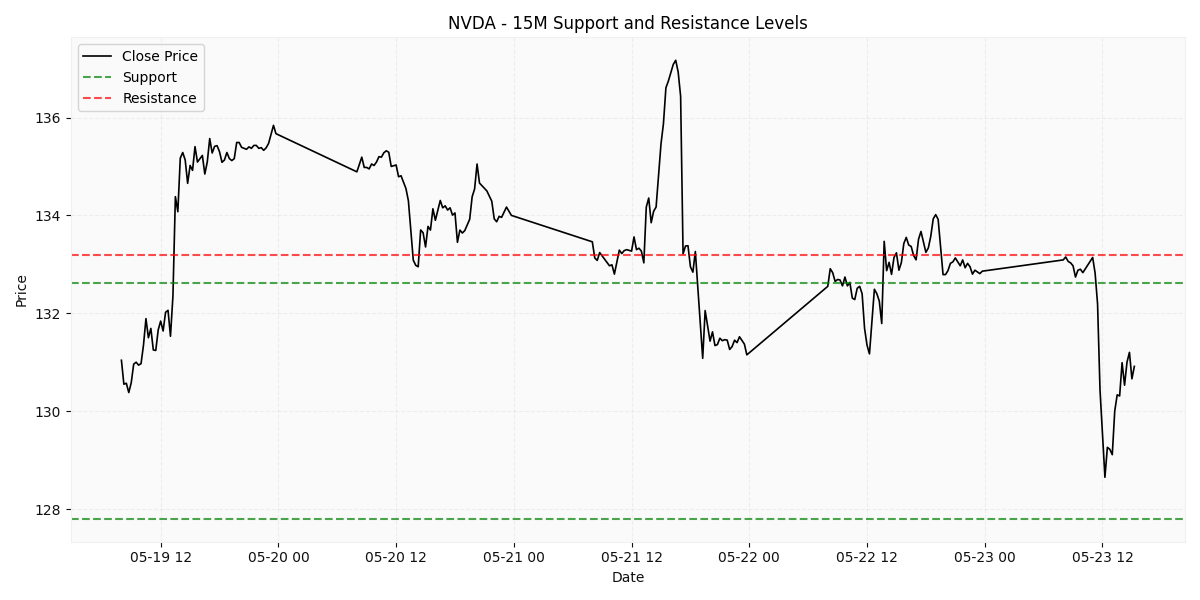 NVDA - 15M Support and Resistance Levels
Close Price
Support
Resistance
136
134
132
130
128
Price
05-19 12
05-20 00
05-20 12
05-21 00
05-21 12
05-22 00
05-22 12
05-23 00
05-23 12
Date